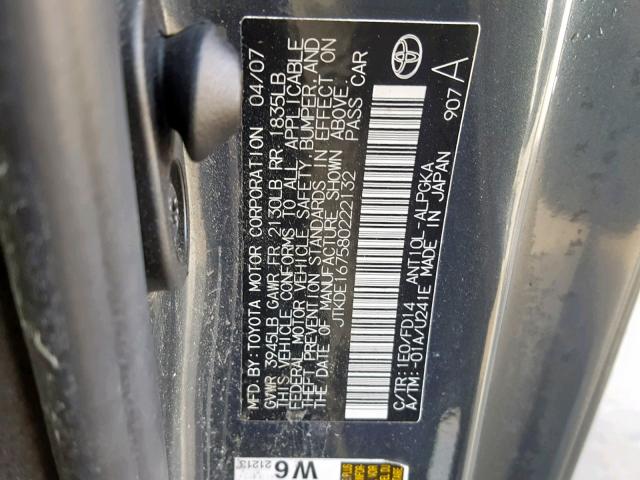 MFD.BY:TOYOTA MOTOR CORPORATION 04/07
GVWR 3945LB GAWR FR 2130LB RR 1835LB
THIS VEHICLE CONFORMS TO ALL APPLICABLE
FEDERAL MOTOR VEHICLE SAFETY, BUMPER, AND
THEFT PREVENTION STANDARDS IN EFFECT ON
THE DATE OF MANUFACTURE SHOWN ABOVE.
JTKDE167580222132 PASS CAR
C/TR:1E0/FD14 ANT10L-ALPGKA
A/TM:-01A/U241E MADE IN JAPAN 907A
W6